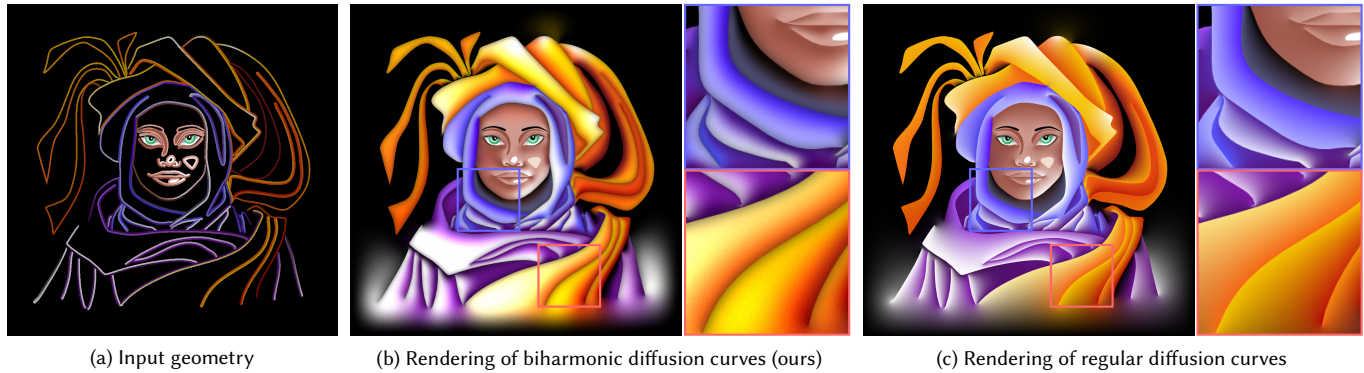 (a) Input geometry
(b) Rendering of biharmonic diffusion curves (ours)
(c) Rendering of regular diffusion curves